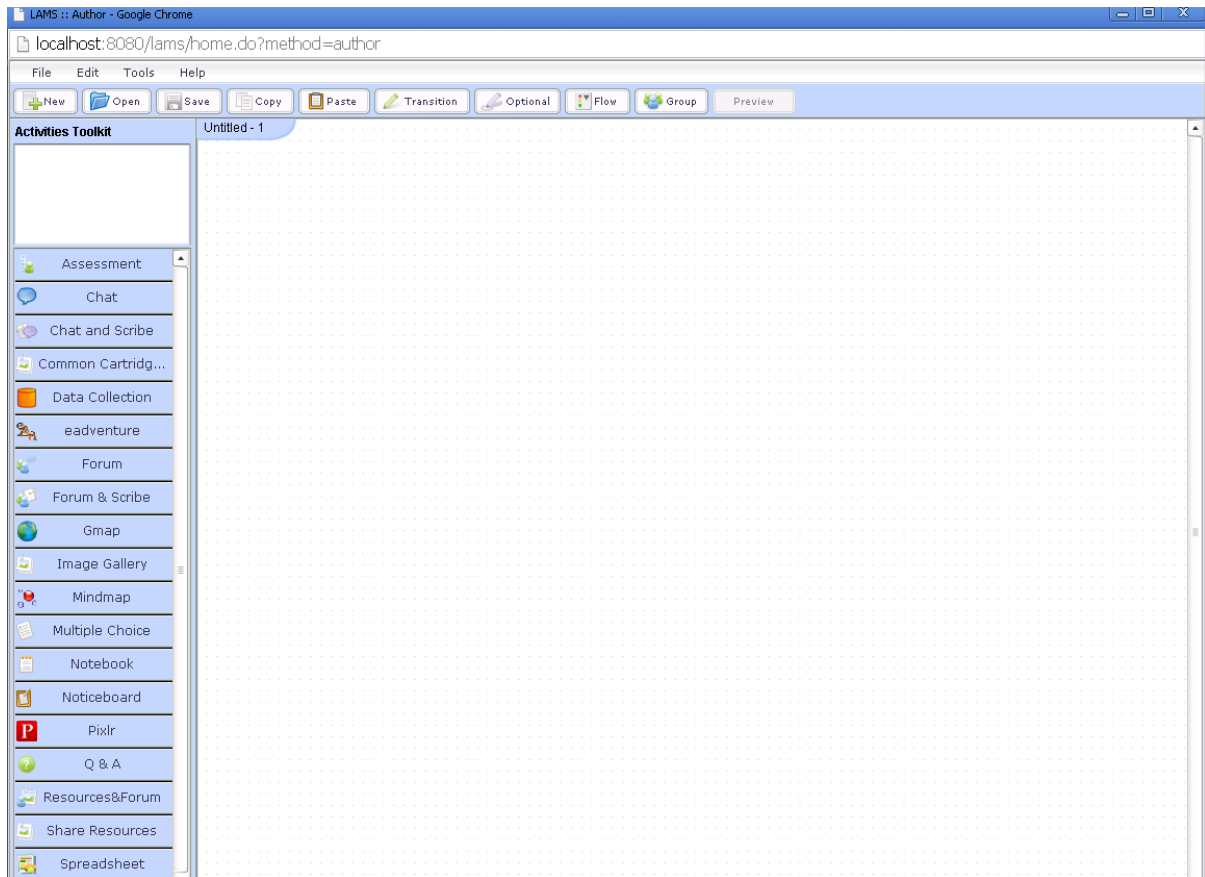 LAMS :: Author - Google Chrome
localhost:8080/lams/home.do?method=author
File Edit Tools Help
New Open Save Copy Paste Transition Optional Flow Group Preview
Activities Toolkit
Untitled - 1
Assessment
Chat
Chat and Scribe
Common Cartridg...
Data Collection
eadventure
Forum
Forum & Scribe
Gmap
Image Gallery
Mindmap
Multiple Choice
Notebook
Noticeboard
Pixlr
Q & A
Resources&Forum
Share Resources
Spreadsheet